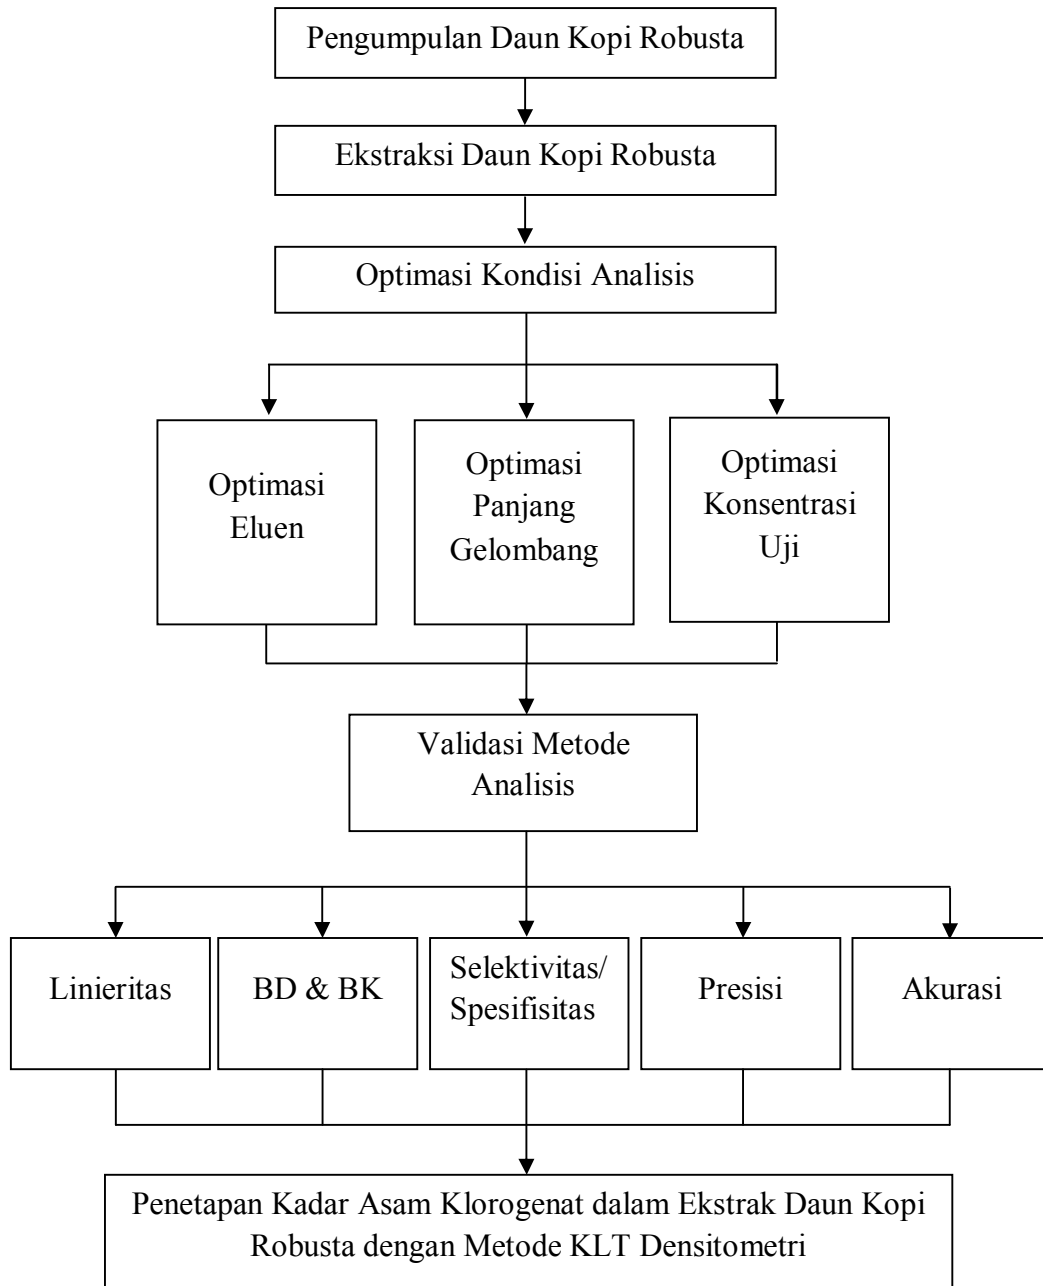 Pengumpulan Daun Kopi Robusta
Ekstraksi Daun Kopi Robusta
Optimasi Kondisi Analisis
Optimasi
Eluen
Optimasi
Panjang
Gelombang
Optimasi
Konsentrasi
Uji
Validasi Metode
Analisis
Linieritas
BD & BK
Selektivitas/
Spesifisitas
Presisi
Akurasi
Penetapan Kadar Asam Klorogenat dalam Ekstrak Daun Kopi
Robusta dengan Metode KLT Densitometri